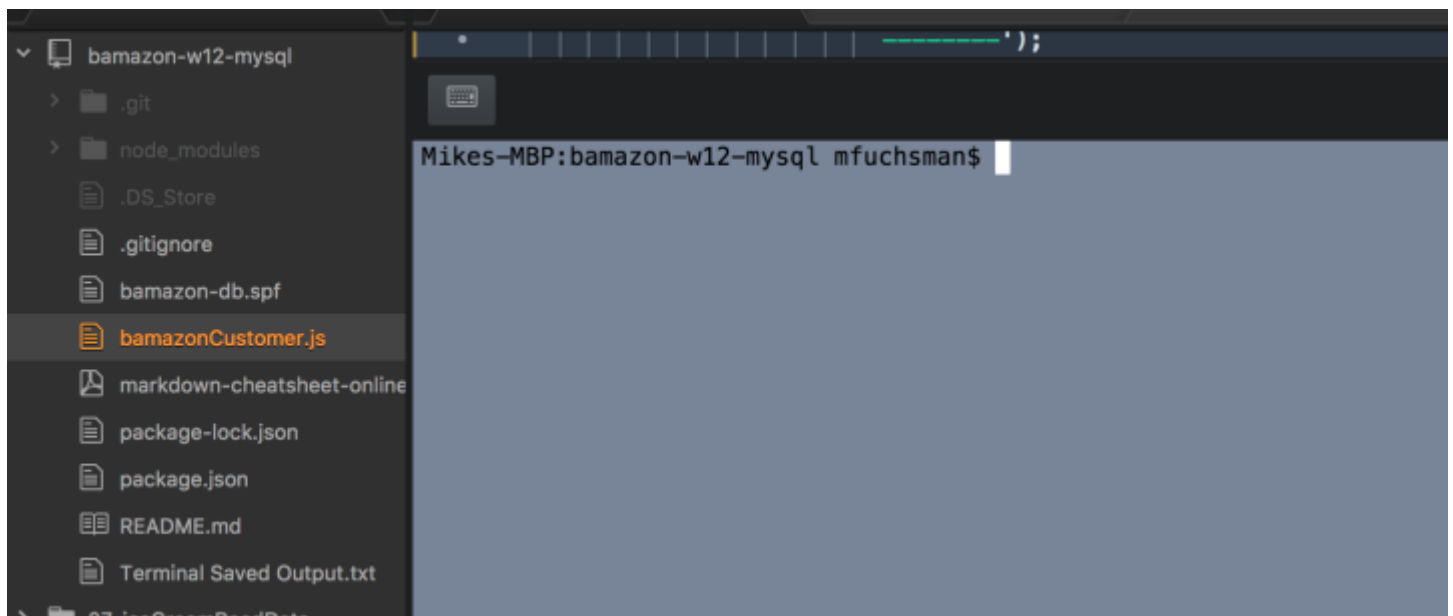 bamazon-w12-mysql
.git
node_modules
.DS_Store
.gitignore
bamazon-db.spf
bamazonCustomer.js
markdown-cheatsheet-online
package-lock.json
package.json
README.md
Terminal Saved Output.txt
--------');
Mikes-MBP:bamazon-w12-mysql mfuchsman$